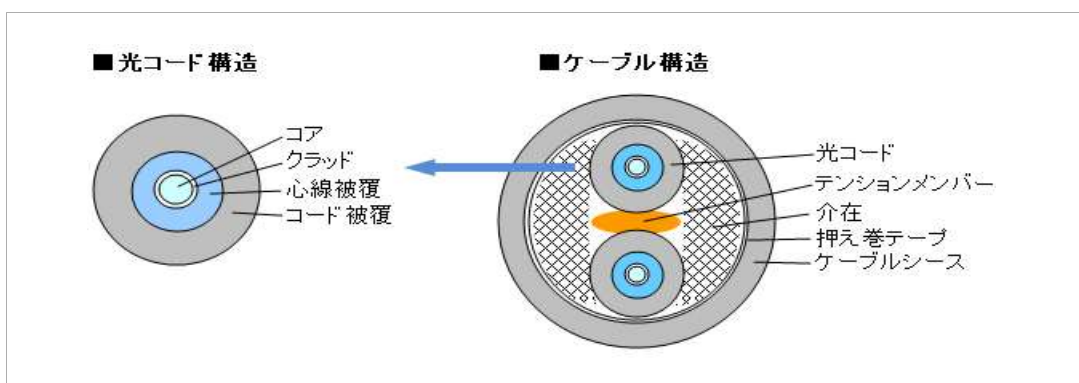 ■光コード構造
コア
クラッド
心線被覆
コード被覆
■ケーブル構造
光コード
テンションメンバー
介在
押え巻テープ
ケーブルシース